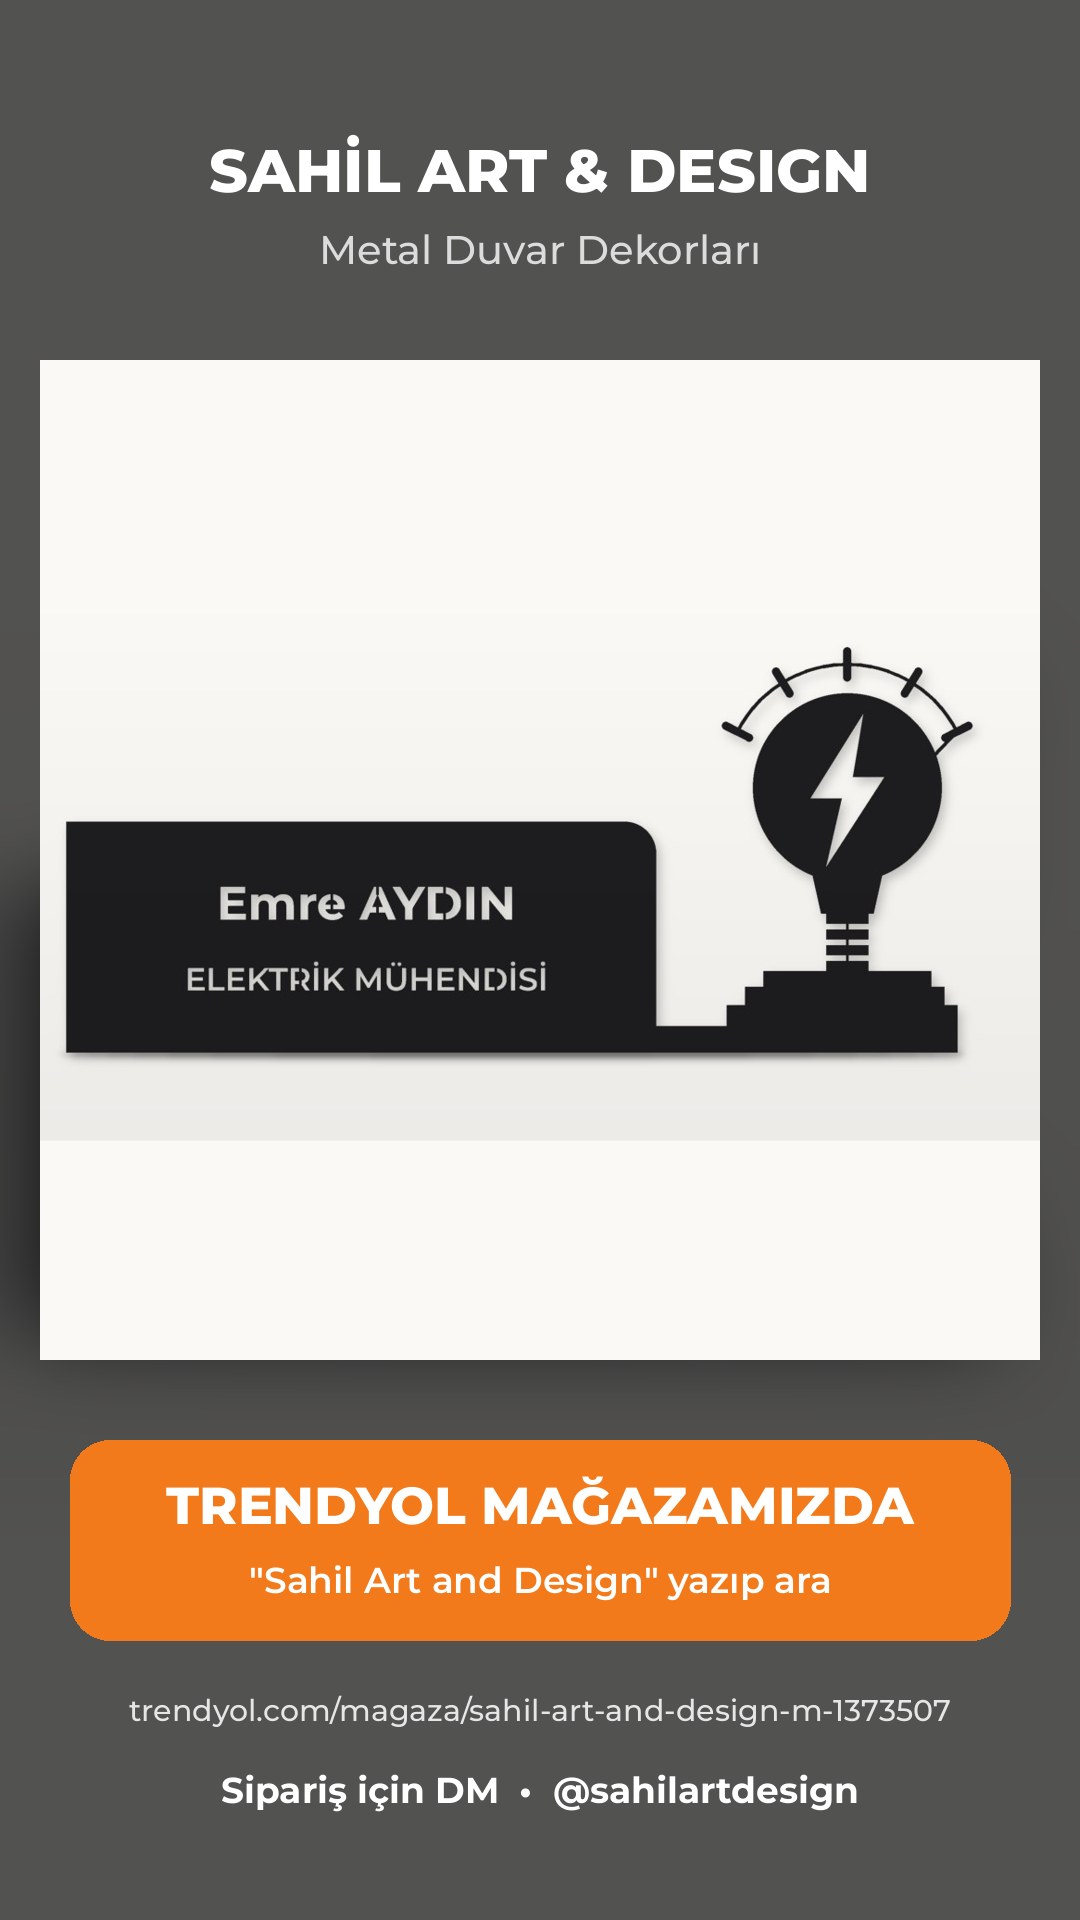 SAHİL ART & DESIGN
Metal Duvar Dekorları
Emre AYDIN
ELEKTRİK MÜHENDİSİ
TRENDYOL MAĞAZAMIZDA
"Sahil Art and Design" yazıp ara
trendyol.com/magaza/sahil-art-and-design-m-1373507
Sipariş için DM • @sahilartdesign